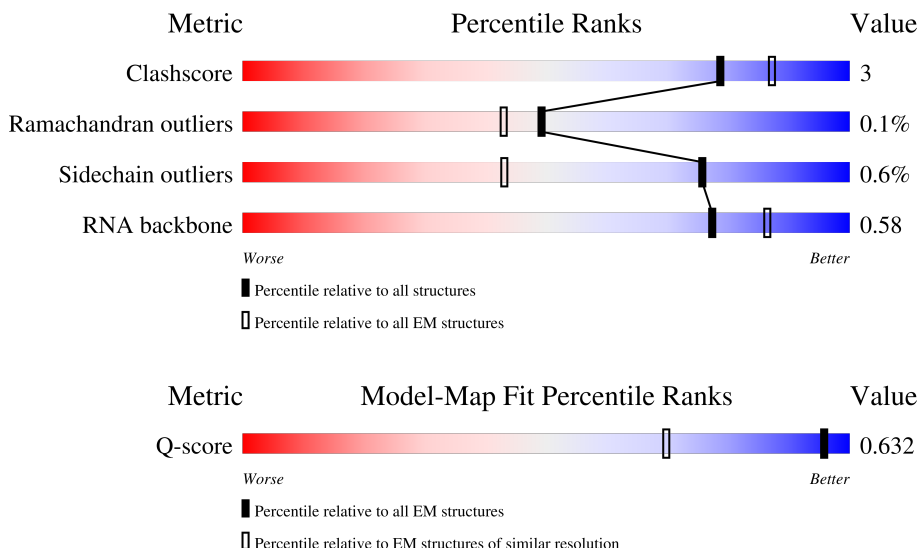 Metric Percentile Ranks Value
Clashscore 3
Ramachandran outliers 0.1%
Sidechain outliers 0.6%
RNA backbone 0.58
Worse Better
Percentile relative to all structures
Percentile relative to all EM structures
Metric Model-Map Fit Percentile Ranks Value
Q-score 0.632
Worse Better
Percentile relative to all EM structures
Percentile relative to EM structures of similar resolution